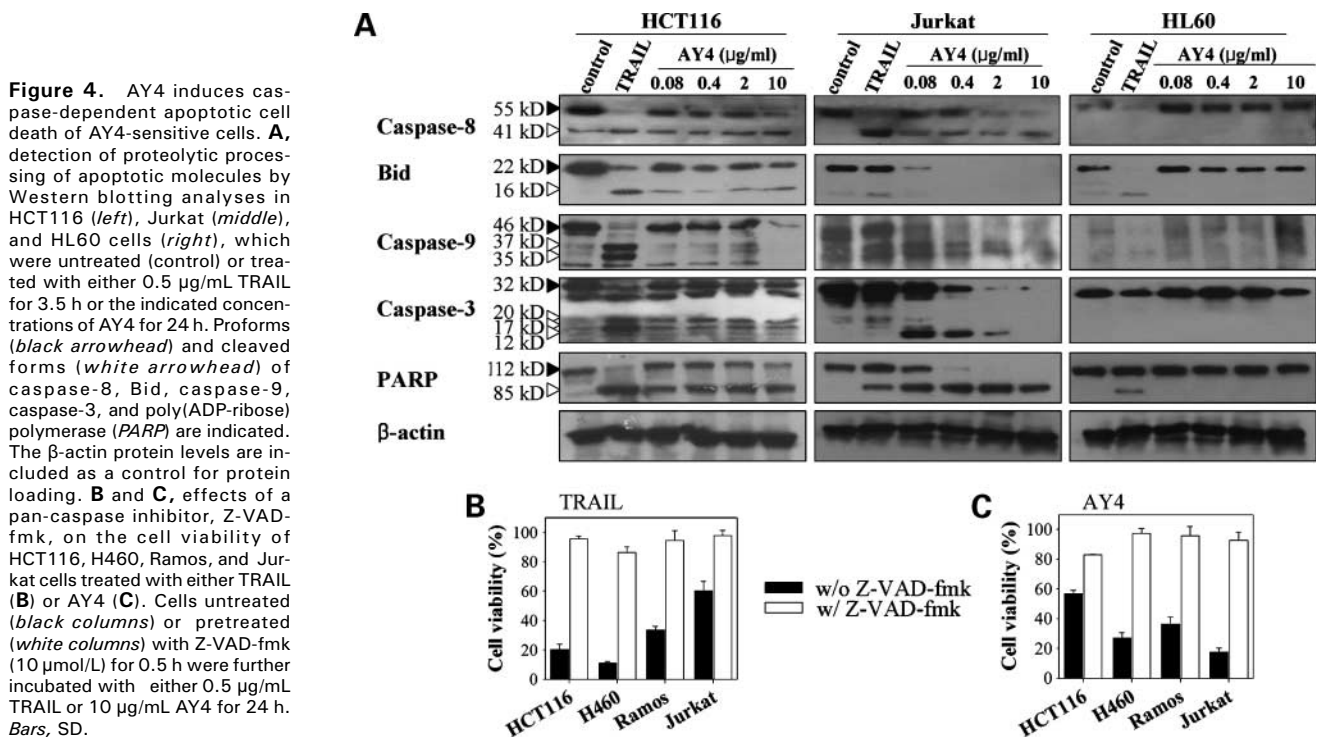 Figure 4. AY4 induces cas-
pase-dependent apoptotic cell
death of AY4-sensitive cells. A,
detection of proteolytic proces-
sing of apoptotic molecules by
Western blotting analyses in
HCT116 (left), Jurkat (middle),
and HL60 cells (right), which
were untreated (control) or trea-
ted with either 0.5 μg/mL TRAIL
for 3.5 h or the indicated concen-
trations of AY4 for 24 h. Proforms
(black arrowhead) and cleaved
forms (white arrowhead) of
caspase-8, Bid, caspase-9,
caspase-3, and poly(ADP-ribose)
polymerase (PARP) are indicated.
The β-actin protein levels are in-
cluded as a control for protein
loading. B and C, effects of a
pan-caspase inhibitor, Z-VAD-
fmk, on the cell viability of
HCT116, H460, Ramos, and Jur-
kat cells treated with either TRAIL
(B) or AY4 (C). Cells untreated
(black columns) or pretreated
(white columns) with Z-VAD-fmk
(10 μmol/L) for 0.5 h were further
incubated with either 0.5 μg/mL
TRAIL or 10 μg/mL AY4 for 24 h.
Bars, SD.
A
HCT116 Jurkat HL60
control TRAIL AY4 (μg/ml) control TRAIL AY4 (μg/ml) control TRAIL AY4 (μg/ml)
0.08 0.4 2 10 0.08 0.4 2 10 0.08 0.4 2 10
Caspase-8
55 kD
41 kD
Bid
22 kD
16 kD
Caspase-9
46 kD
37 kD
35 kD
Caspase-3
32 kD
20 kD
17 kD
12 kD
PARP
112 kD
85 kD
β-actin
B TRAIL
Cell viability (%)
100
80
60
40
20
0
HCT116 H460 Ramos Jurkat
w/o Z-VAD-fmk
w/ Z-VAD-fmk
C AY4
Cell viability (%)
100
80
60
40
20
0
HCT116 H460 Ramos Jurkat